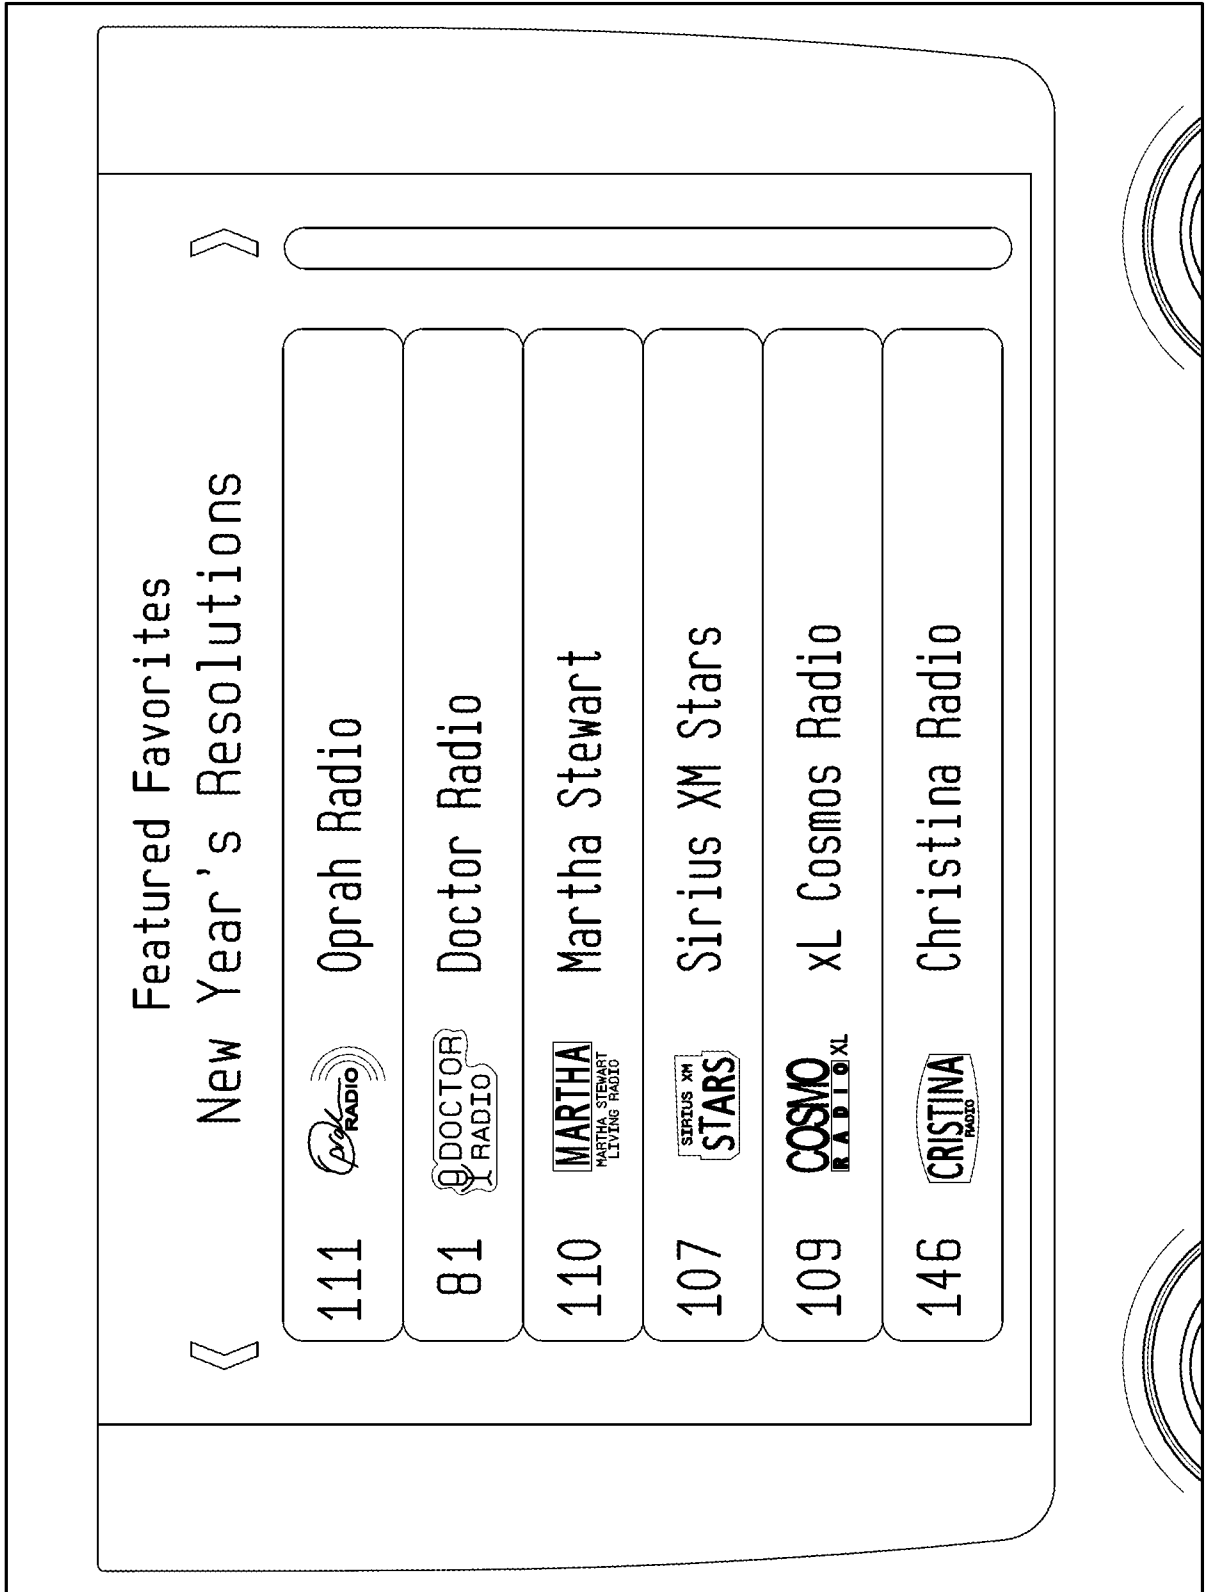 Featured Favorites
New Year's Resolutions
111 Oprah RADIO Oprah Radio
81 DOCTOR RADIO Doctor Radio
110 MARTHA MARTHA STEWART LIVING RADIO Martha Stewart
107 SIRIUS XM STARS Sirius XM Stars
109 COSMO RADIO XL xL Cosmos Radio
146 CRISTINA RADIO Christina Radio